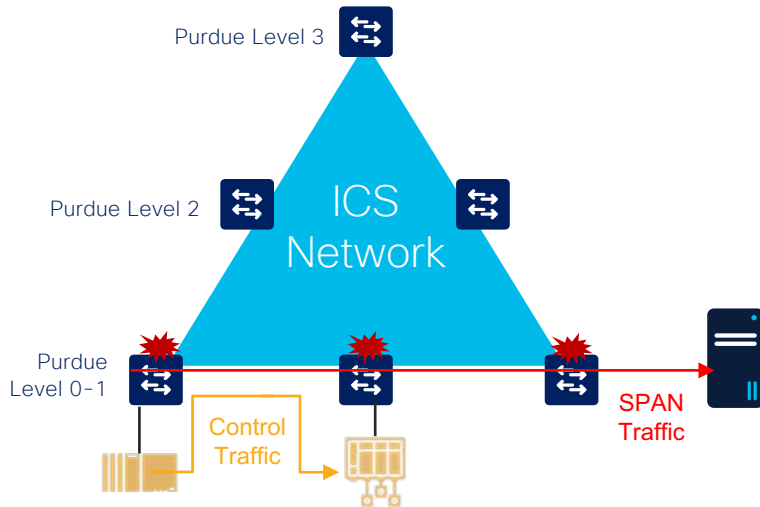 Purdue Level 3
Purdue Level 2
ICS
Network
Purdue
Level 0-1
Control
Traffic
SPAN
Traffic